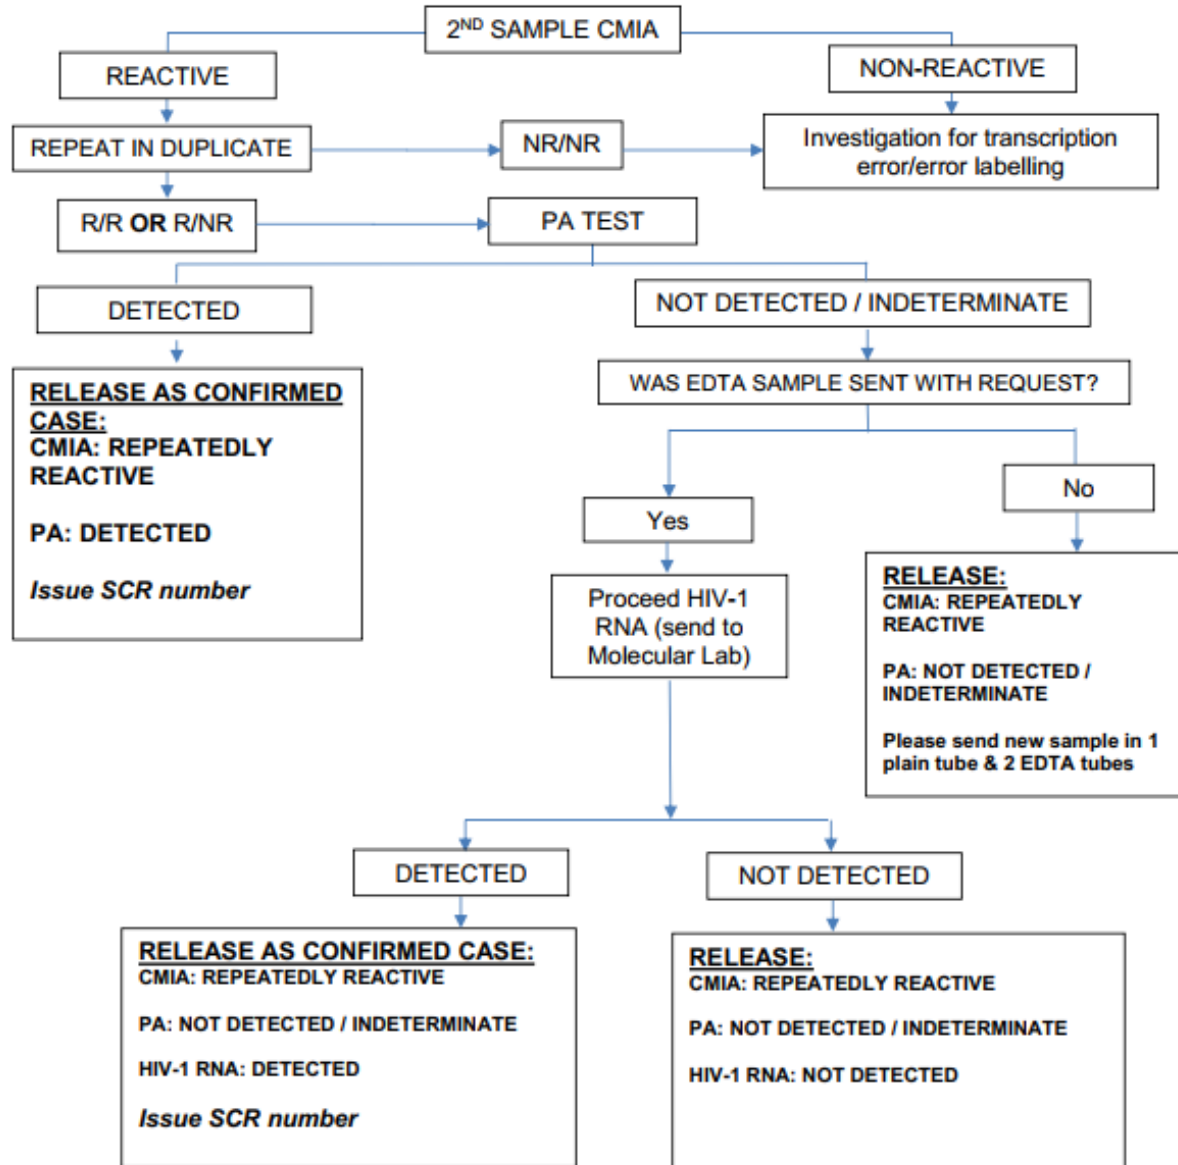 2ND SAMPLE CMIA
REACTIVE
NON-REACTIVE
REPEAT IN DUPLICATE
NR/NR
Investigation for transcription
error/error labelling
R/R OR R/NR
PA TEST
DETECTED
NOT DETECTED / INDETERMINATE
RELEASE AS CONFIRMED
CASE:
CMIA: REPEATEDLY
REACTIVE
PA: DETECTED
Issue SCR number
WAS EDTA SAMPLE SENT WITH REQUEST?
Yes
No
Proceed HIV-1
RNA (send to
Molecular Lab)
RELEASE:
CMIA: REPEATEDLY
REACTIVE
PA: NOT DETECTED /
INDETERMINATE
Please send new sample in 1
plain tube & 2 EDTA tubes
DETECTED
NOT DETECTED
RELEASE AS CONFIRMED CASE:
CMIA: REPEATEDLY REACTIVE
PA: NOT DETECTED / INDETERMINATE
HIV-1 RNA: DETECTED
Issue SCR number
RELEASE:
CMIA: REPEATEDLY REACTIVE
PA: NOT DETECTED / INDETERMINATE
HIV-1 RNA: NOT DETECTED